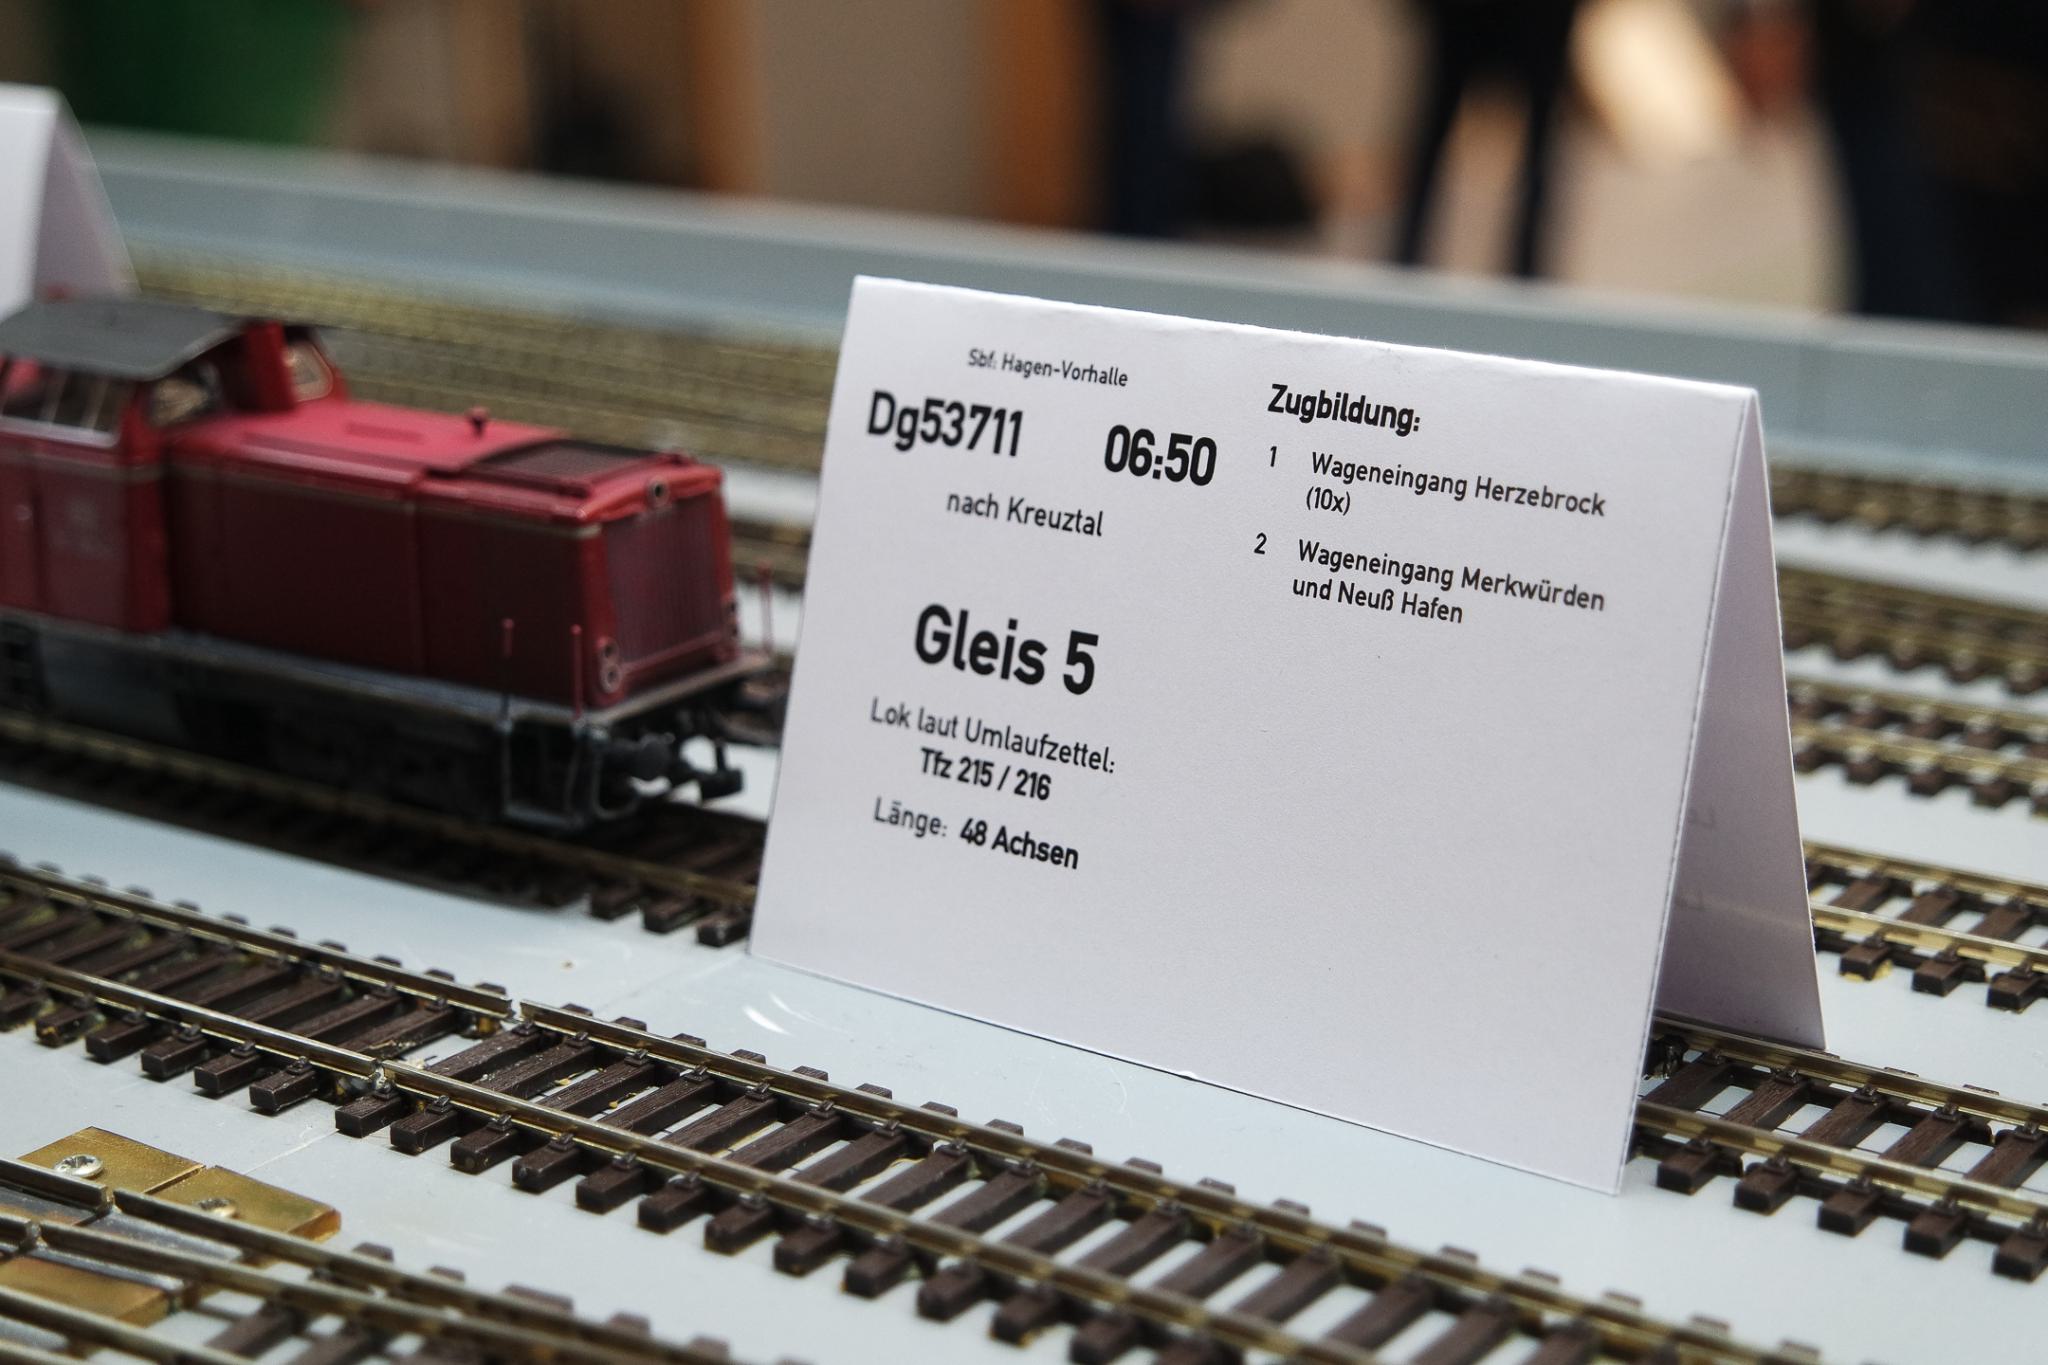 Sbf: Hagen-Vorhalle
Dg53711 06:50
nach Kreuztal
Gleis 5
Lok laut Umlaufzettel:
Tfz 215 / 216
Länge: 48 Achsen
Zugbildung:
1 Wageneingang Herzebrock
(10x)
2 Wageneingang Merkwürden
und Neuß Hafen